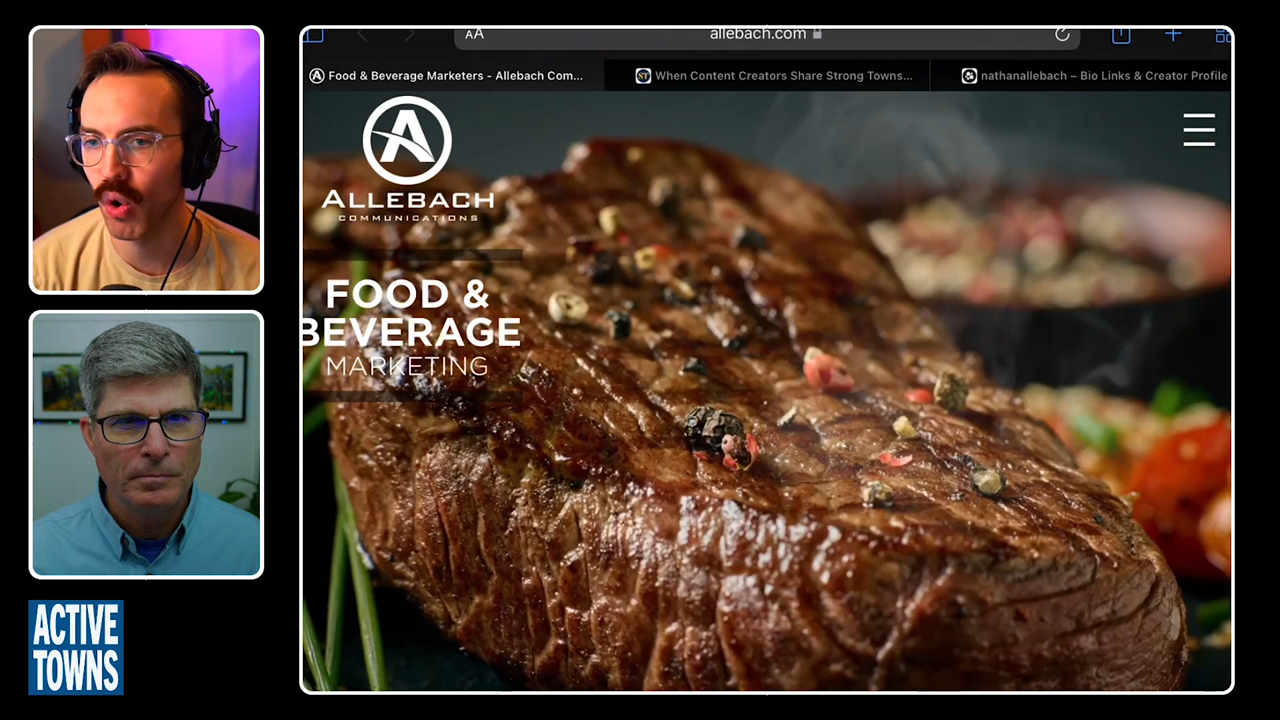 AA
allebach.com
Food & Beverage Marketers - Allebach Com...
ST
When Content Creators Share Strong Towns...
nathanallebach – Bio Links & Creator Profile
A
ALLEBACH
COMMUNICATIONS
FOOD &
BEVERAGE
MARKETING
ACTIVE
TOWNS